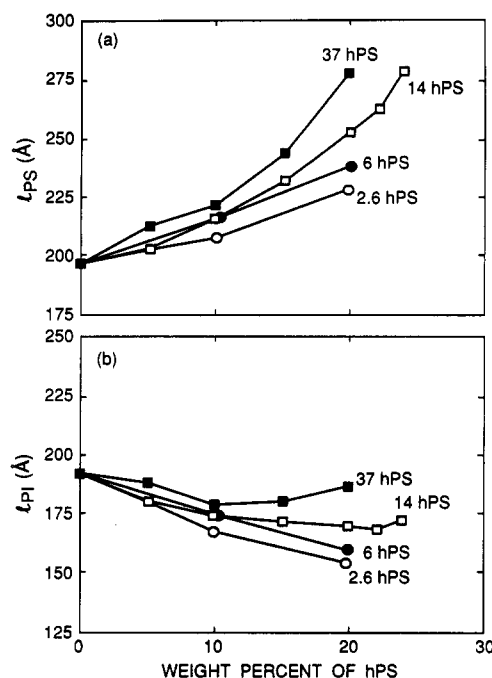 300
(a)
37 hPS
275
14 hPS
250
6 hPS
225
2.6 hPS
200
175
ℓPS (Å)
250
(b)
225
200
37 hPS
175
14 hPS
150
6 hPS
2.6 hPS
125
ℓPI (Å)
0
10
20
30
WEIGHT PERCENT OF hPS